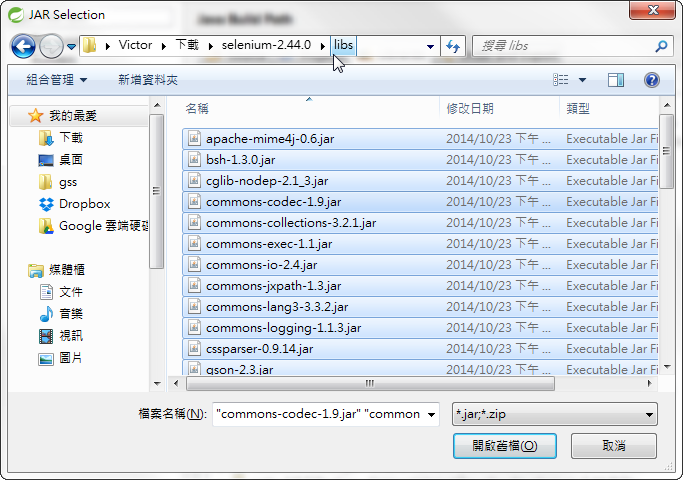 JAR Selection
Java Build Path
Victor ▸ 下載 ▸ selenium-2.44.0 ▸ libs
搜尋 libs
組合管理 新增資料夾
名稱 修改日期 類型
我的最愛
下載
桌面
gss
Dropbox
Google 雲端硬碟
媒體櫃
文件
音樂
視訊
圖片
apache-mime4j-0.6.jar 2014/10/23 下午 ... Executable Jar Fi
bsh-1.3.0.jar 2014/10/23 下午 ... Executable Jar Fi
cglib-nodep-2.1_3.jar 2014/10/23 下午 ... Executable Jar Fi
commons-codec-1.9.jar 2014/10/23 下午 ... Executable Jar Fi
commons-collections-3.2.1.jar 2014/10/23 下午 ... Executable Jar Fi
commons-exec-1.1.jar 2014/10/23 下午 ... Executable Jar Fi
commons-io-2.4.jar 2014/10/23 下午 ... Executable Jar Fi
commons-jxpath-1.3.jar 2014/10/23 下午 ... Executable Jar Fi
commons-lang3-3.3.2.jar 2014/10/23 下午 ... Executable Jar Fi
commons-logging-1.1.3.jar 2014/10/23 下午 ... Executable Jar Fi
cssparser-0.9.14.jar 2014/10/23 下午 ... Executable Jar Fi
gson-2.3.jar 2014/10/23 下午 ... Executable Jar Fi
檔案名稱(N): "commons-codec-1.9.jar" "common *.jar;*.zip
開啟舊檔(O) 取消